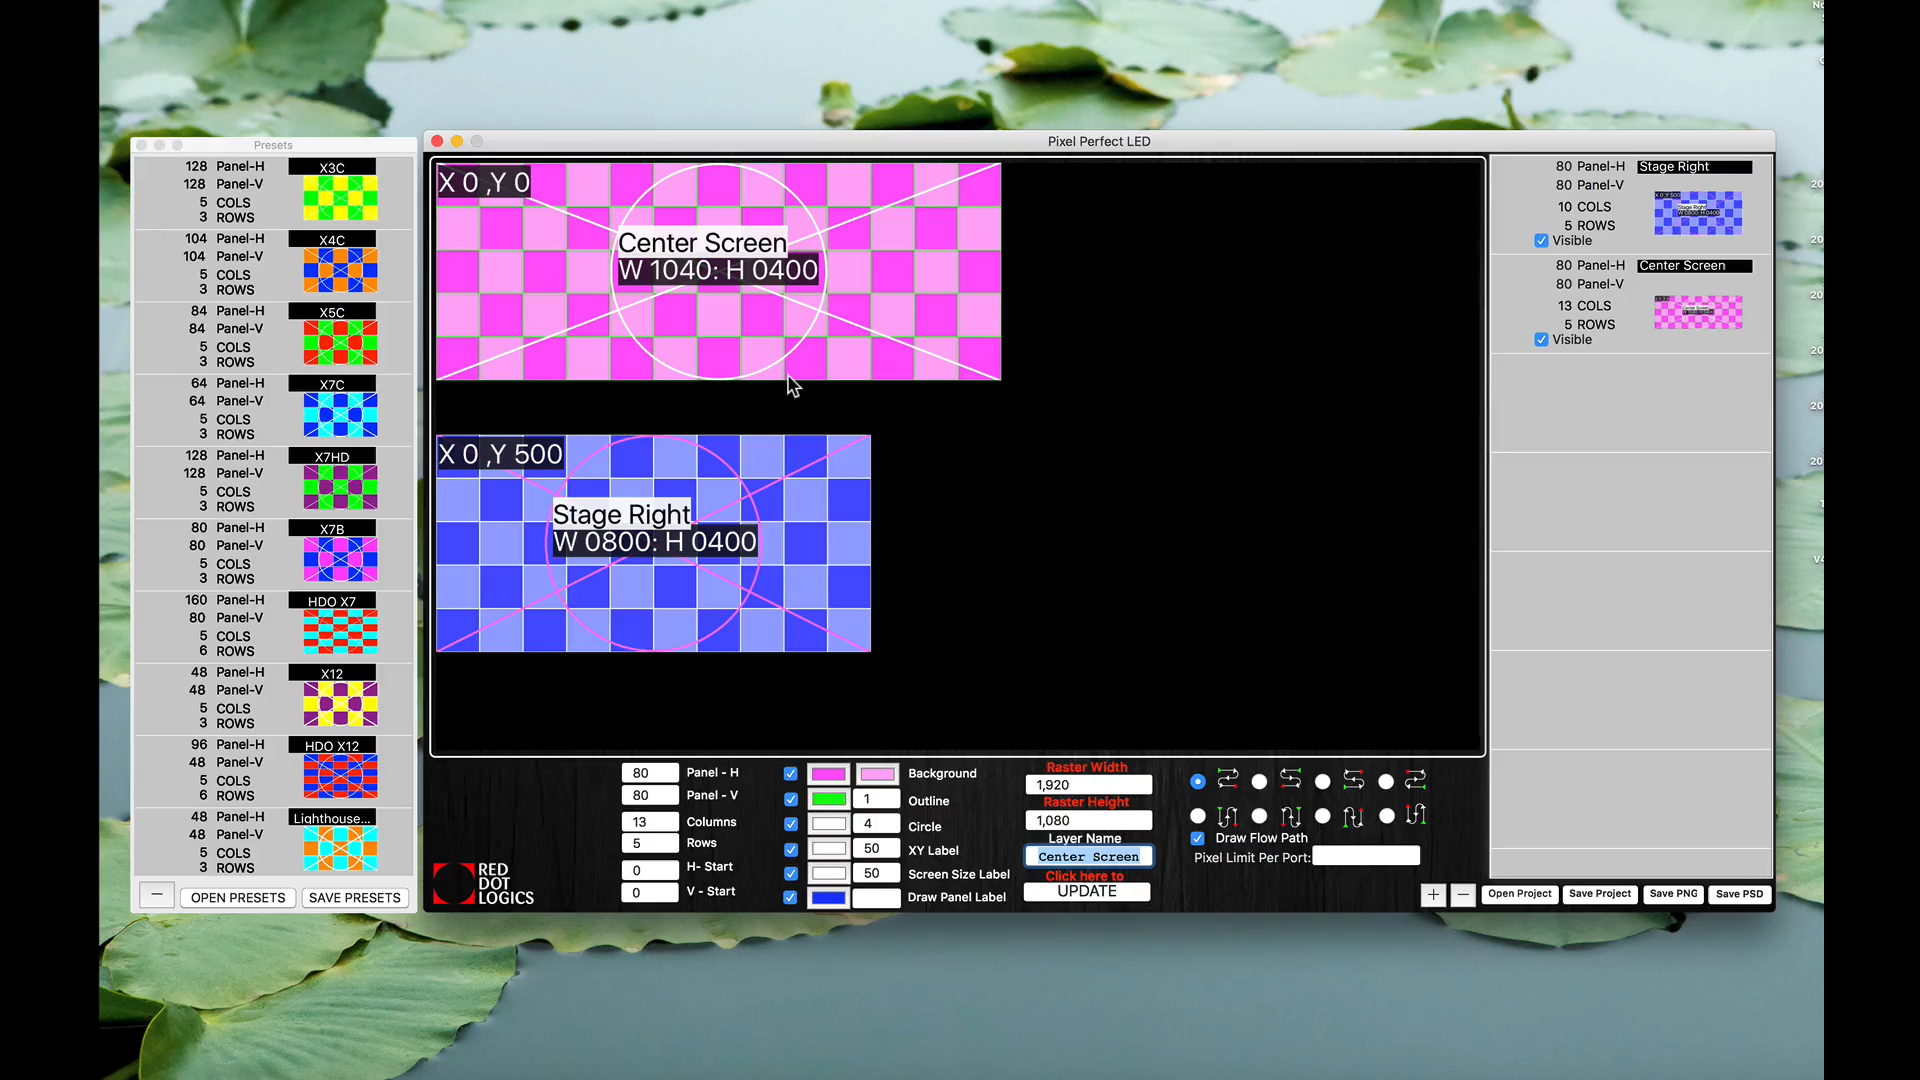 Presets
128 Panel-H X3C
128 Panel-V
5 COLS
3 ROWS
104 Panel-H X4C
104 Panel-V
5 COLS
3 ROWS
84 Panel-H X5C
84 Panel-V
5 COLS
3 ROWS
64 Panel-H X7C
64 Panel-V
5 COLS
3 ROWS
128 Panel-H X7HD
128 Panel-V
5 COLS
3 ROWS
80 Panel-H X7B
80 Panel-V
5 COLS
3 ROWS
160 Panel-H HDO X7
80 Panel-V
5 COLS
6 ROWS
48 Panel-H X12
48 Panel-V
5 COLS
3 ROWS
96 Panel-H HDO X12
48 Panel-V
5 COLS
6 ROWS
48 Panel-H Lighthouse...
48 Panel-V
5 COLS
3 ROWS
OPEN PRESETS SAVE PRESETS
Pixel Perfect LED
X 0 ,Y 0
Center Screen
W 1040: H 0400
X 0 ,Y 500
Stage Right
W 0800: H 0400
80 Panel-H Stage Right
80 Panel-V
10 COLS
5 ROWS
Visible
80 Panel-H Center Screen
80 Panel-V
13 COLS
5 ROWS
Visible
RED
DOT
LOGICS
80 Panel - H
80 Panel - V
13 Columns
5 Rows
0 H- Start
0 V - Start
Background
1 Outline
4 Circle
50 XY Label
50 Screen Size Label
Draw Panel Label
Raster Width
1,920
Raster Height
1,080
Layer Name
Center Screen
Click here to
UPDATE
Draw Flow Path
Pixel Limit Per Port:
+ − Open Project Save Project Save PNG Save PSD